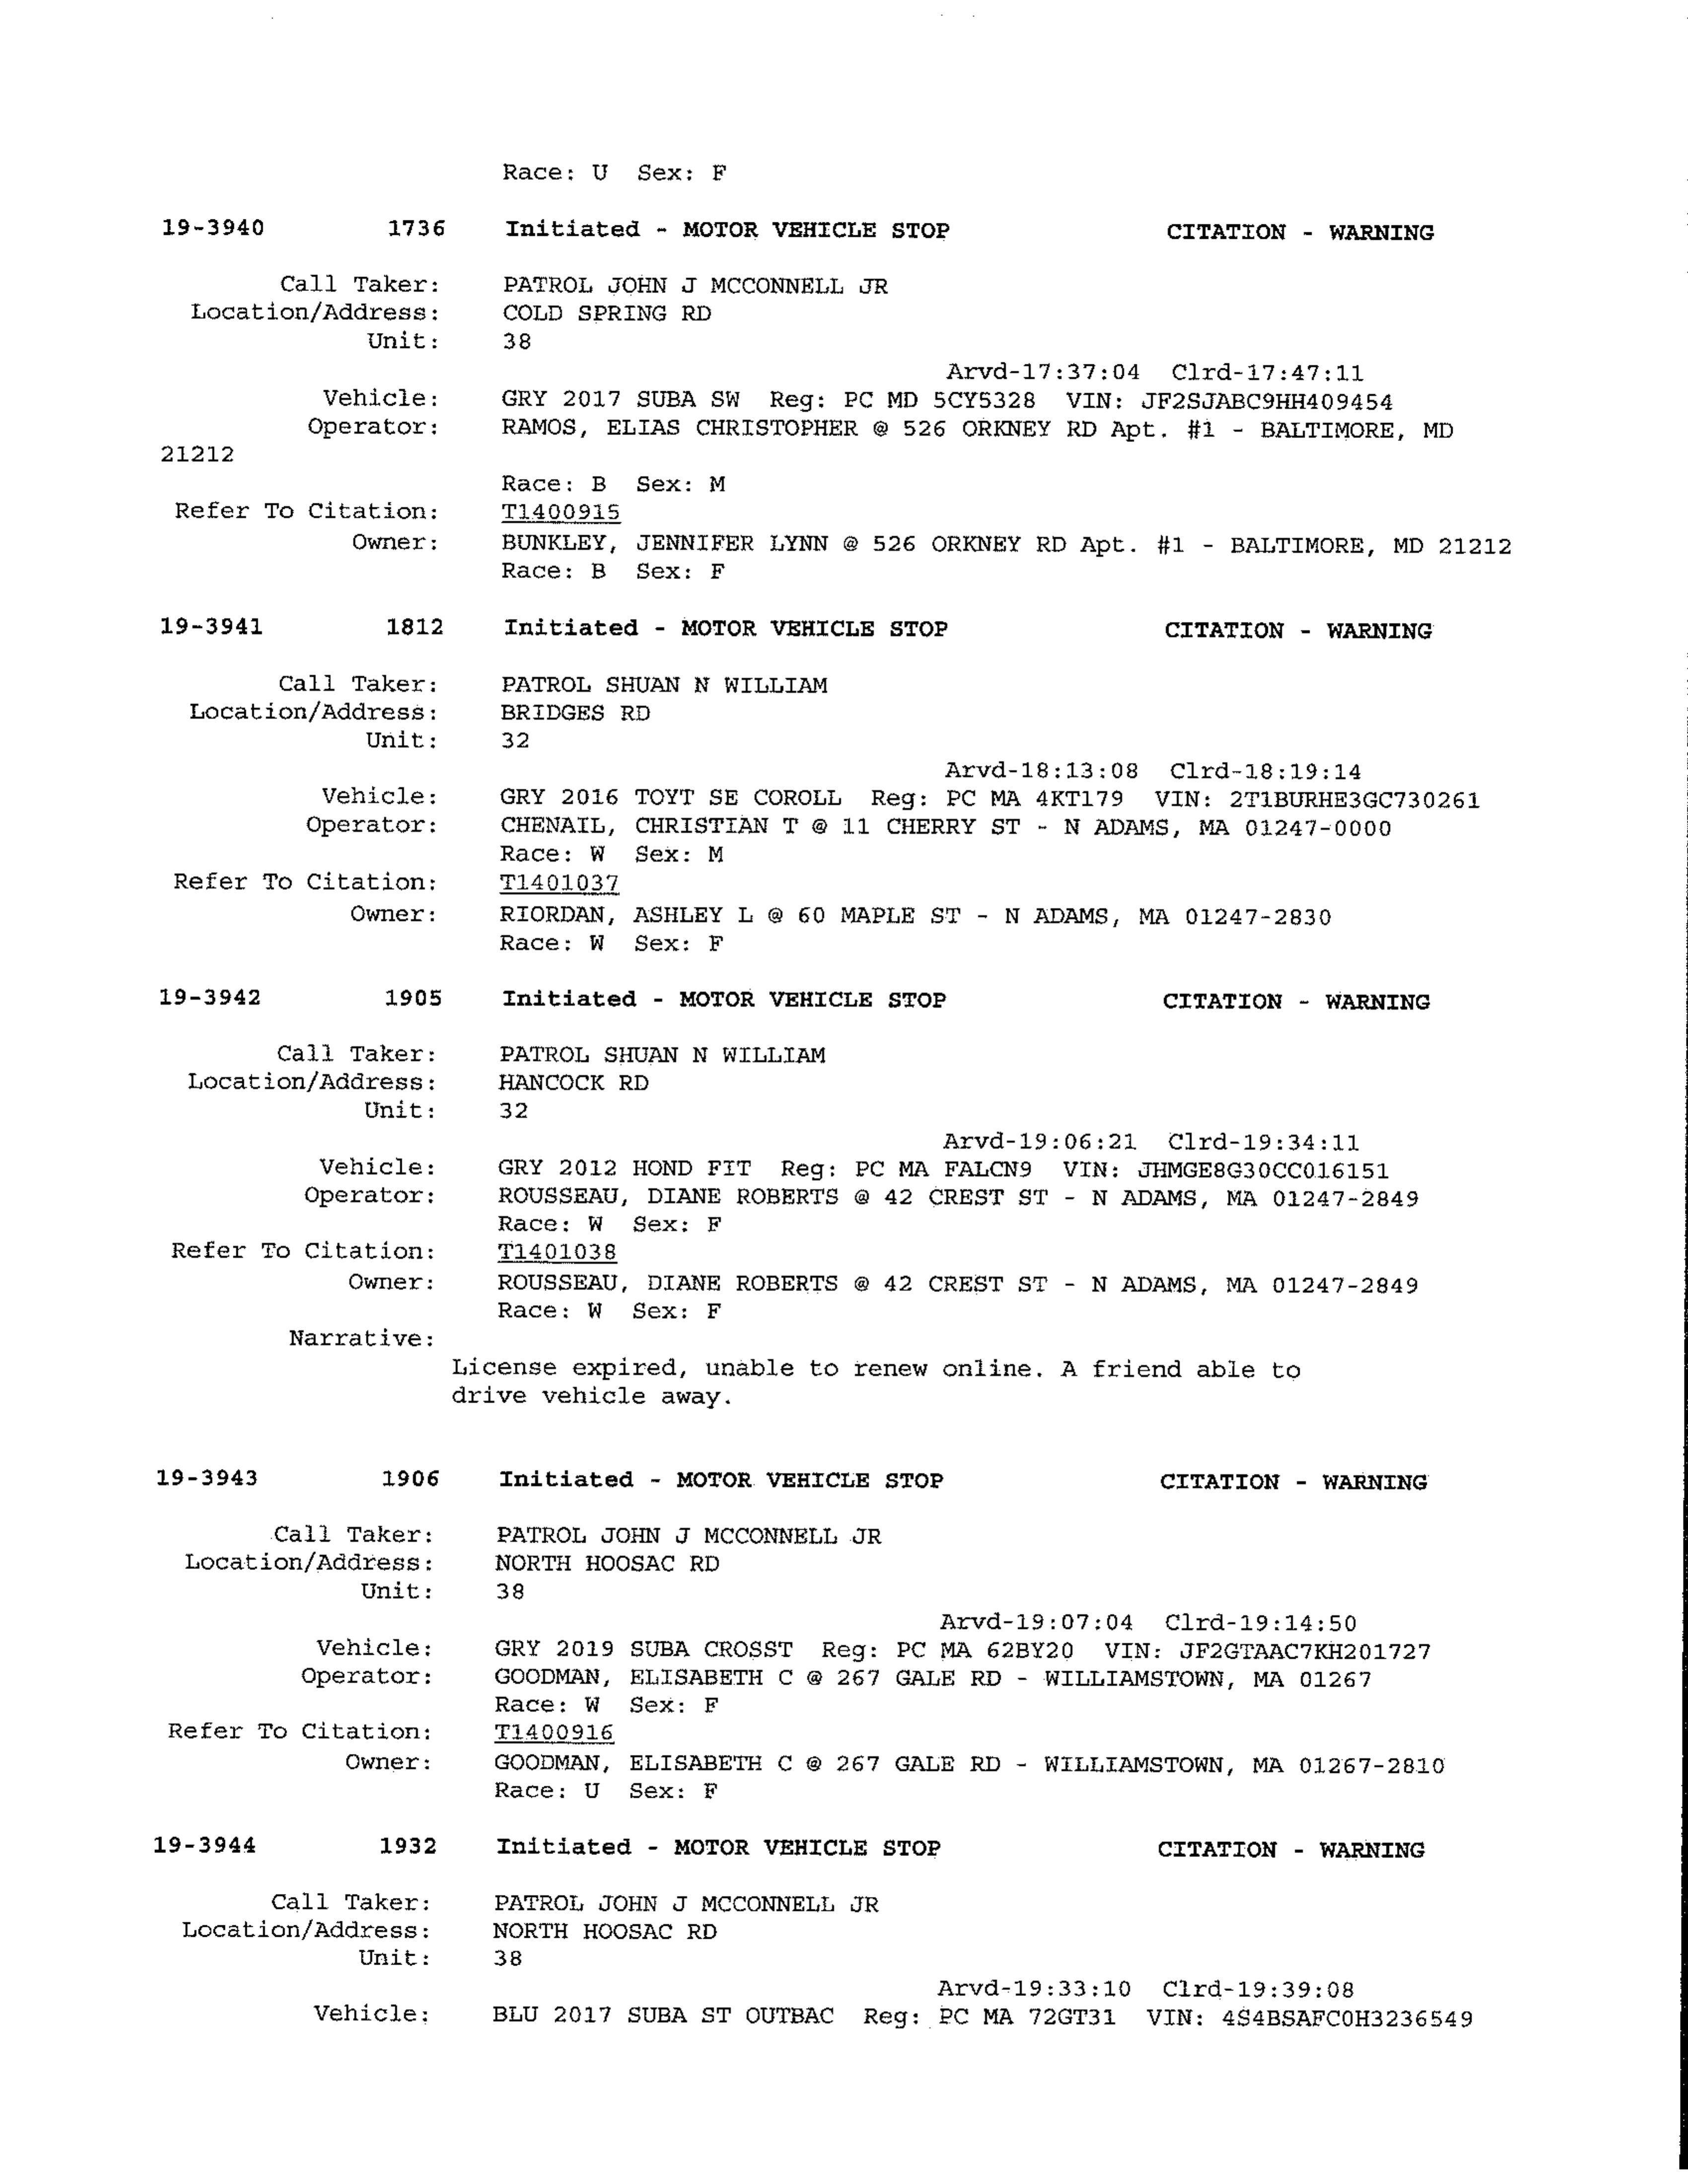 Race: U Sex: F
19-3940 1736 Initiated - MOTOR VEHICLE STOP CITATION - WARNING
Call Taker: PATROL JOHN J MCCONNELL JR
Location/Address: COLD SPRING RD
Unit: 38
Arvd-17:37:04 Clrd-17:47:11
Vehicle: GRY 2017 SUBA SW Reg: PC MD 5CY5328 VIN: JF2SJABC9HH409454
Operator: RAMOS, ELIAS CHRISTOPHER @ 526 ORKNEY RD Apt. #1 - BALTIMORE, MD
21212
Race: B Sex: M
Refer To Citation: T1400915
Owner: BUNKLEY, JENNIFER LYNN @ 526 ORKNEY RD Apt. #1 - BALTIMORE, MD 21212
Race: B Sex: F
19-3941 1812 Initiated - MOTOR VEHICLE STOP CITATION - WARNING
Call Taker: PATROL SHUAN N WILLIAM
Location/Address: BRIDGES RD
Unit: 32
Arvd-18:13:08 Clrd-18:19:14
Vehicle: GRY 2016 TOYT SE COROLL Reg: PC MA 4KT179 VIN: 2T1BURHE3GC730261
Operator: CHENAIL, CHRISTIAN T @ 11 CHERRY ST - N ADAMS, MA 01247-0000
Race: W Sex: M
Refer To Citation: T1401037
Owner: RIORDAN, ASHLEY L @ 60 MAPLE ST - N ADAMS, MA 01247-2830
Race: W Sex: F
19-3942 1905 Initiated - MOTOR VEHICLE STOP CITATION - WARNING
Call Taker: PATROL SHUAN N WILLIAM
Location/Address: HANCOCK RD
Unit: 32
Arvd-19:06:21 Clrd-19:34:11
Vehicle: GRY 2012 HOND FIT Reg: PC MA FALCN9 VIN: JHMGE8G30CC016151
Operator: ROUSSEAU, DIANE ROBERTS @ 42 CREST ST - N ADAMS, MA 01247-2849
Race: W Sex: F
Refer To Citation: T1401038
Owner: ROUSSEAU, DIANE ROBERTS @ 42 CREST ST - N ADAMS, MA 01247-2849
Race: W Sex: F
Narrative:
License expired, unable to renew online. A friend able to
drive vehicle away.
19-3943 1906 Initiated - MOTOR VEHICLE STOP CITATION - WARNING
Call Taker: PATROL JOHN J MCCONNELL JR
Location/Address: NORTH HOOSAC RD
Unit: 38
Arvd-19:07:04 Clrd-19:14:50
Vehicle: GRY 2019 SUBA CROSST Reg: PC MA 62BY20 VIN: JF2GTAAC7KH201727
Operator: GOODMAN, ELISABETH C @ 267 GALE RD - WILLIAMSTOWN, MA 01267
Race: W Sex: F
Refer To Citation: T1400916
Owner: GOODMAN, ELISABETH C @ 267 GALE RD - WILLIAMSTOWN, MA 01267-2810
Race: U Sex: F
19-3944 1932 Initiated - MOTOR VEHICLE STOP CITATION - WARNING
Call Taker: PATROL JOHN J MCCONNELL JR
Location/Address: NORTH HOOSAC RD
Unit: 38
Arvd-19:33:10 Clrd-19:39:08
Vehicle: BLU 2017 SUBA ST OUTBAC Reg: PC MA 72GT31 VIN: 4S4BSAFC0H3236549